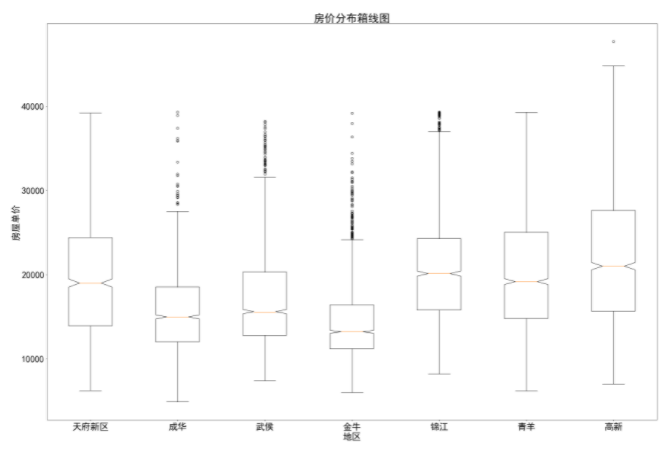 房价分布箱线图
40000
30000
20000
10000
房屋单价
天府新区 成华 武侯 金牛 锦江 青羊 高新
地区